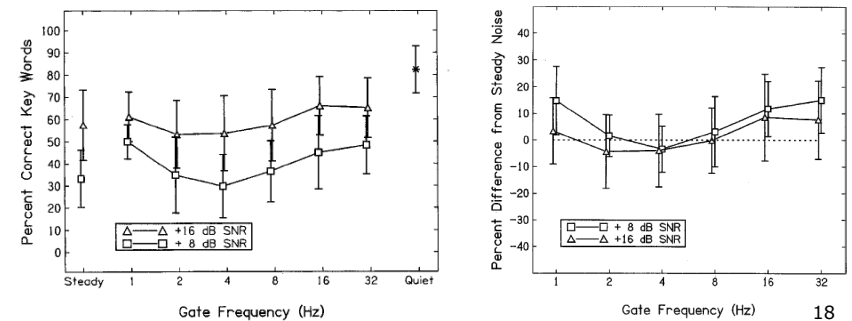 Percent Correct Key Words
100
90
80
70
60
50
40
30
20
10
0
+16 dB SNR
+ 8 dB SNR
Steady 1 2 4 8 16 32 Quiet
Gate Frequency (Hz)
Percent Difference from Steady Noise
50
40
30
20
10
0
-10
-20
-30
-40
+ 8 dB SNR
+16 dB SNR
1 2 4 8 16 32
Gate Frequency (Hz)
18